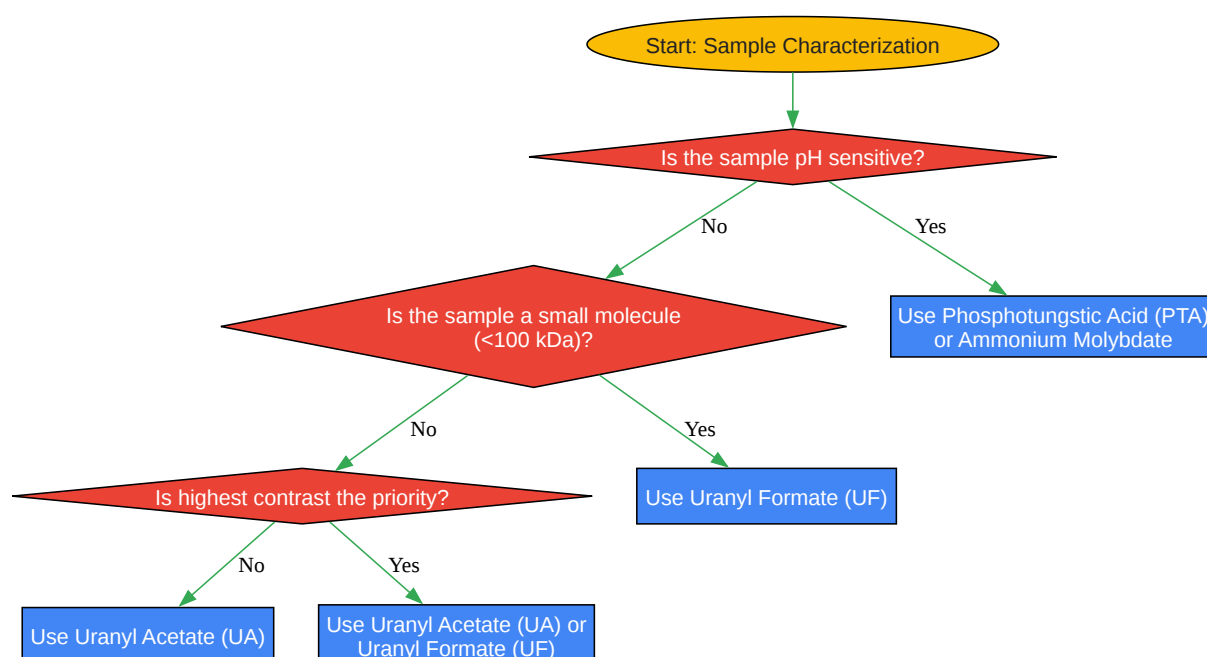 Start: Sample Characterization
Is the sample pH sensitive?
No
Yes
Is the sample a small molecule
(<100 kDa)?
Use Phosphotungstic Acid (PTA)
or Ammonium Molybdate
No
Yes
Is highest contrast the priority?
Use Uranyl Formate (UF)
No
Yes
Use Uranyl Acetate (UA)
Use Uranyl Acetate (UA) or
Uranyl Formate (UF)